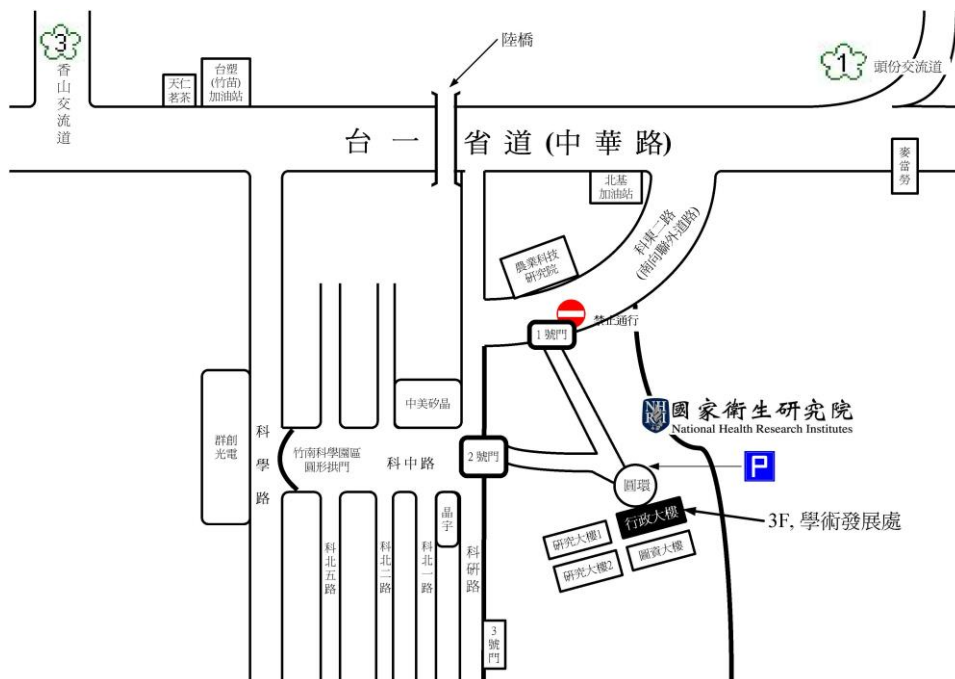 3
香山交流道
天仁
茗茶
台塑
(竹苗)
加油站
陸橋
1
頭份交流道
台一省道(中華路)
麥當勞
北基
加油站
科東二路
(南向聯外道路)
農業科技
研究院
禁止通行
1號門
中美矽晶
群創
光電
科學路
竹南科學園區
圓形拱門
科中路
2號門
NHRI
國家衛生研究院
National Health Research Institutes
P
圓環
行政大樓
3F, 學術發展處
研究大樓1
圖資大樓
研究大樓2
晶宇
科北五路
科北二路
科北一路
科研路
3號門